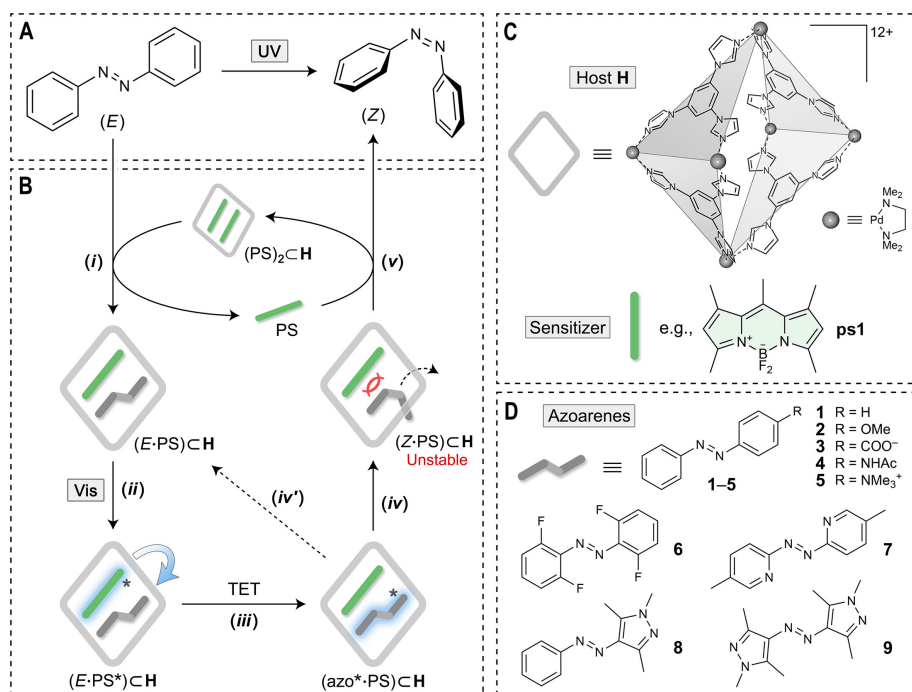 A
UV
N
N
(E)
N
N
(Z)
B
(i)
(PS)2⊂H
(v)
PS
(E·PS)⊂H
(Z·PS)⊂H
Unstable
Vis
(ii)
(iv')
(iv)
*
TET
(iii)
*
(E·PS*)⊂H
(azo*·PS)⊂H
C
Host H
12+
≡
≡
Me2
N
Pd
N
Me2
Sensitizer
e.g.,
N+
N
−
B
F2
ps1
D
Azoarenes
≡
N
N
R
1–5
1 R = H
2 R = OMe
3 R = COO−
4 R = NHAc
5 R = NMe3+
F
F
N
N
F
F
6
N
N
N
N
7
N
N
N
N
8
N
N
N
N
N
N
9